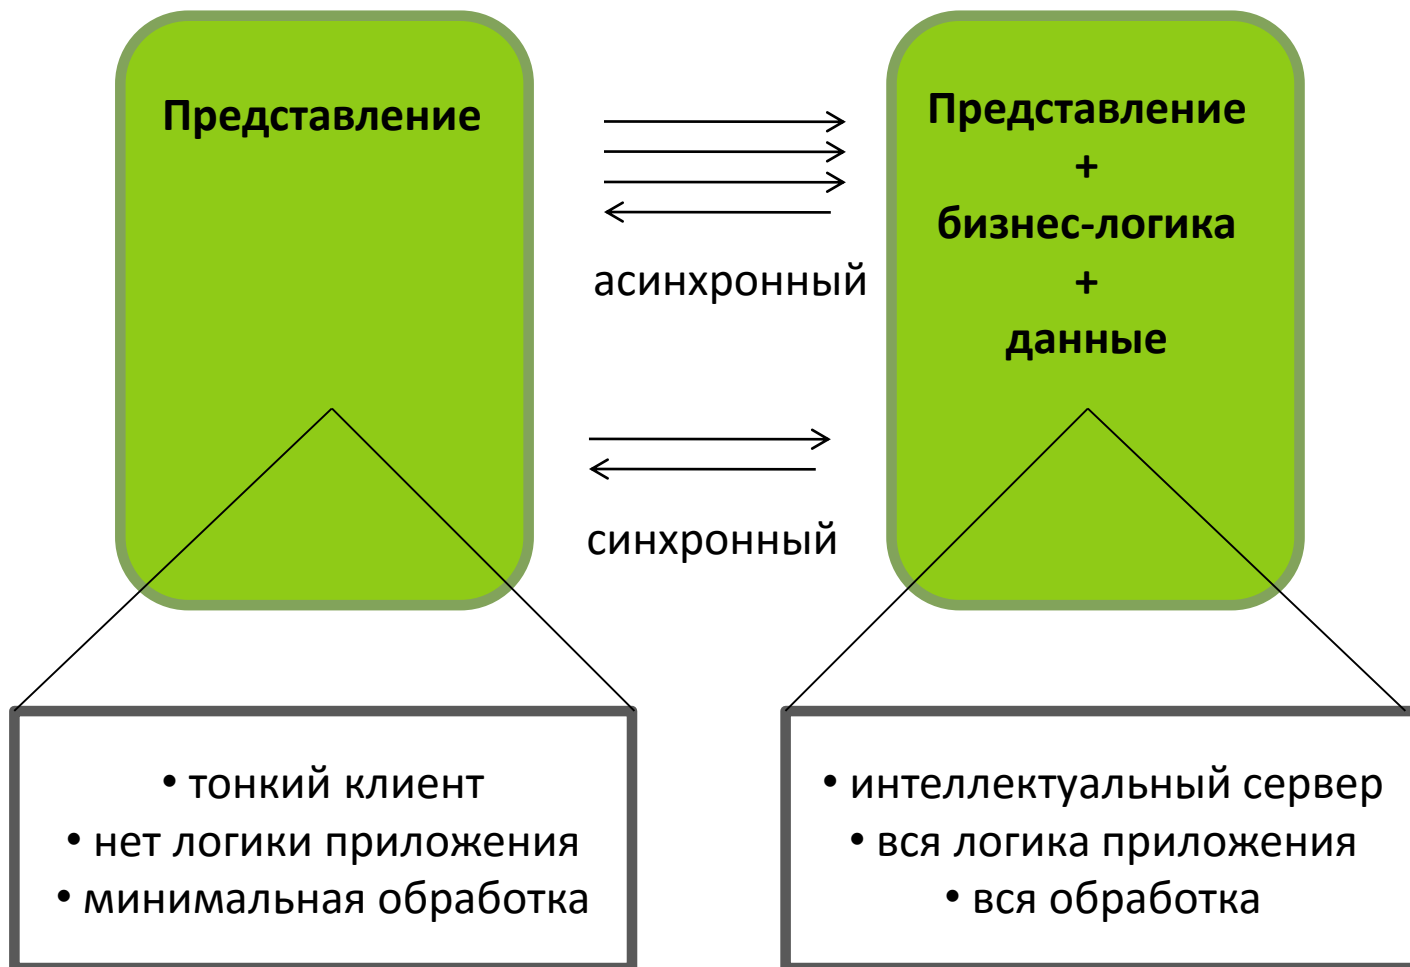 Представление
Представление
+
бизнес-логика
+
данные
асинхронный
синхронный
• тонкий клиент
• нет логики приложения
• минимальная обработка
• интеллектуальный сервер
• вся логика приложения
• вся обработка